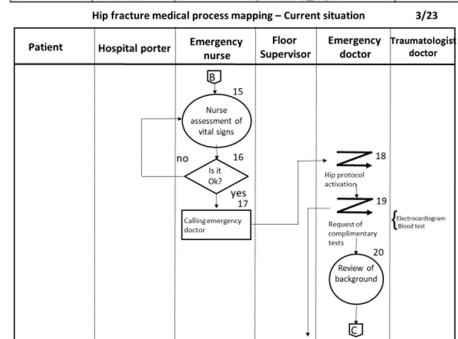 Hip fracture medical process mapping – Current situation 3/23
Patient
Hospital porter
Emergency
nurse
Floor
Supervisor
Emergency
doctor
Traumatologist
doctor
B
15
Nurse
assessment of
vital signs
no
16
Is it
Ok?
yes
17
Calling emergency
doctor
18
Hip protocol
activation
19
Request of
complimentary
tests
Electrocardiogram
Blood test
20
Review of
background
C